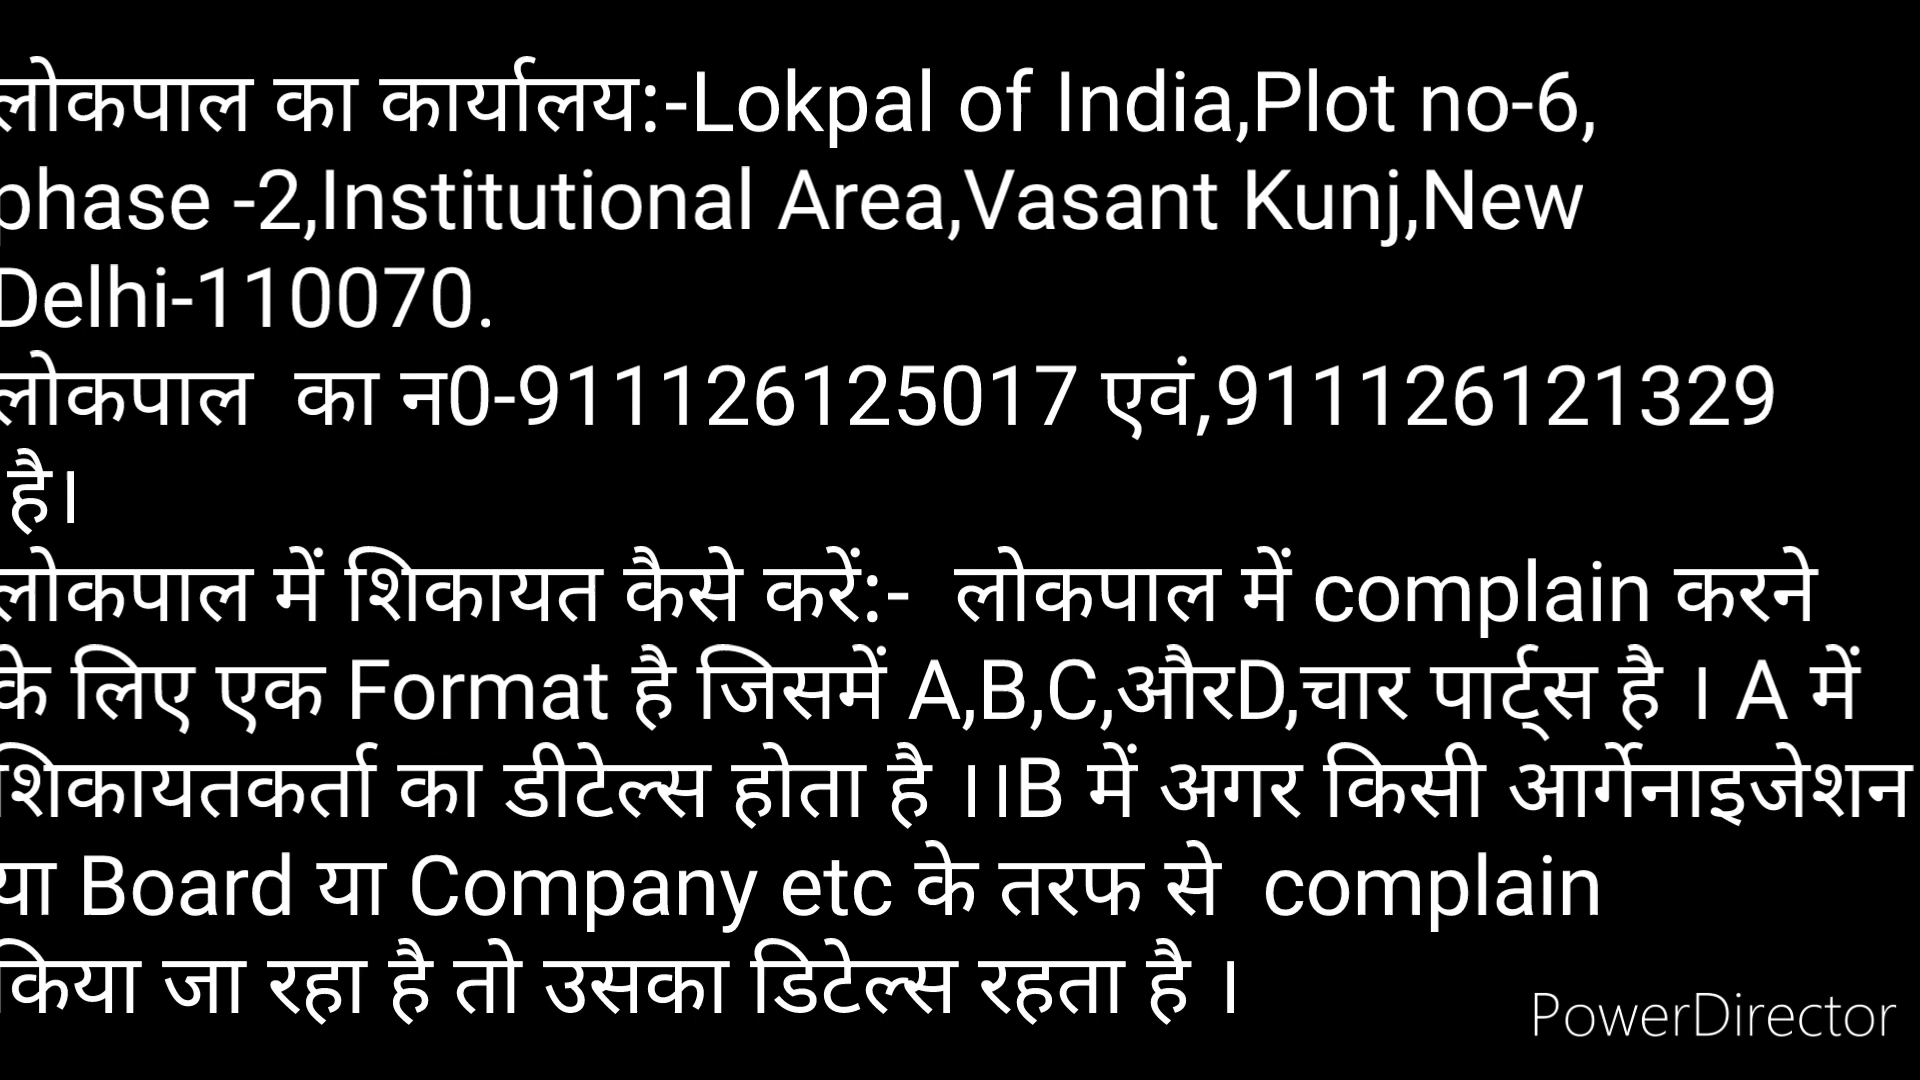 लोकपाल का कार्यालय:-Lokpal of India,Plot no-6,
phase -2,Institutional Area,Vasant Kunj,New
Delhi-110070.
लोकपाल  का न0-911126125017 एवं,911126121329
है।
लोकपाल में शिकायत कैसे करें:-  लोकपाल में complain करने
के लिए एक Format है जिसमें A,B,C,औरD,चार पार्ट्स है । A में
शिकायतकर्ता का डीटेल्स होता है ।।B में अगर किसी आर्गेनाइजेशन
या Board या Company etc के तरफ से  complain
किया जा रहा है तो उसका डिटेल्स रहता है ।
PowerDirector